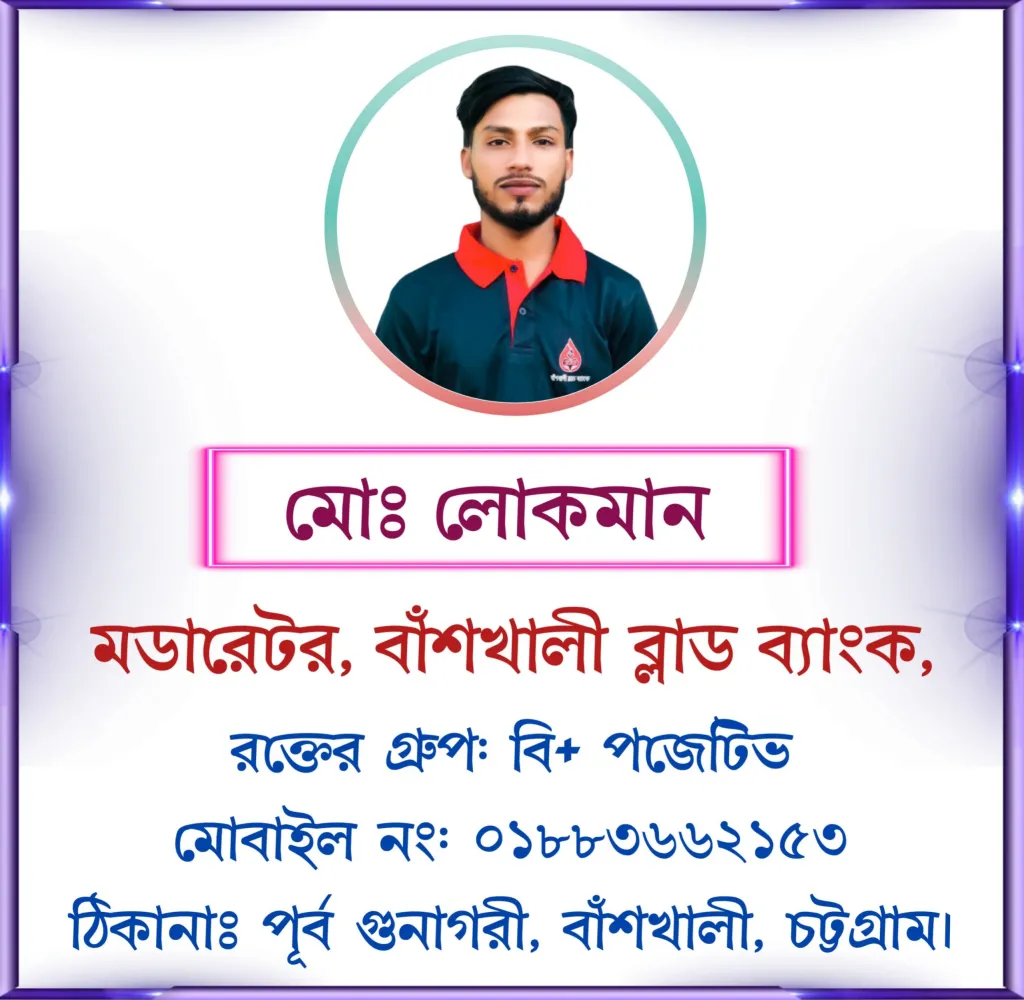 মোঃ লোকমান
মডারেটর, বাঁশখালী ব্লাড ব্যাংক,
রক্তের গ্রুপঃ বি+ পজেটিভ
মোবাইল নং: ০১৮৮৩৬৬২১৫৩
ঠিকানাঃ পূর্ব গুনাগরী, বাঁশখালী, চট্টগ্রাম।